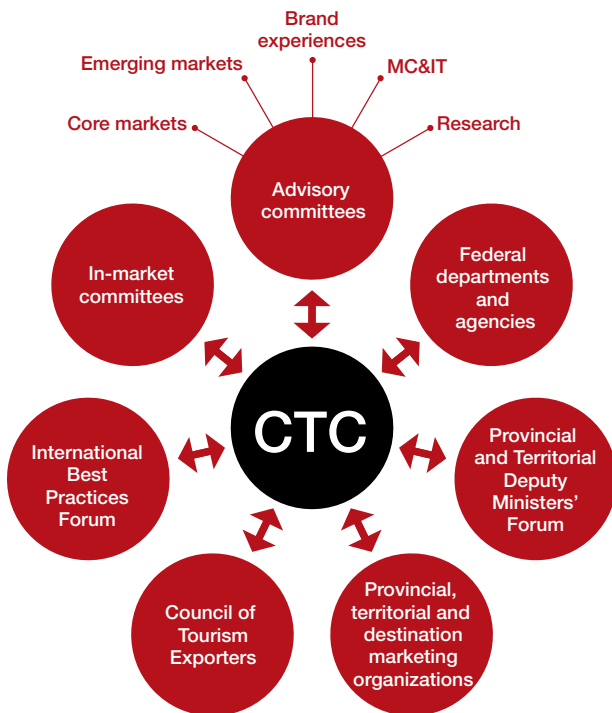 Brand
experiences
Emerging markets
MC&IT
Core markets
Research
Advisory
committees
In-market
committees
Federal
departments
and
agencies
CTC
International
Best
Practices
Forum
Provincial
and Territorial
Deputy
Ministers’
Forum
Council of
Tourism
Exporters
Provincial,
territorial and
destination
marketing
organizations